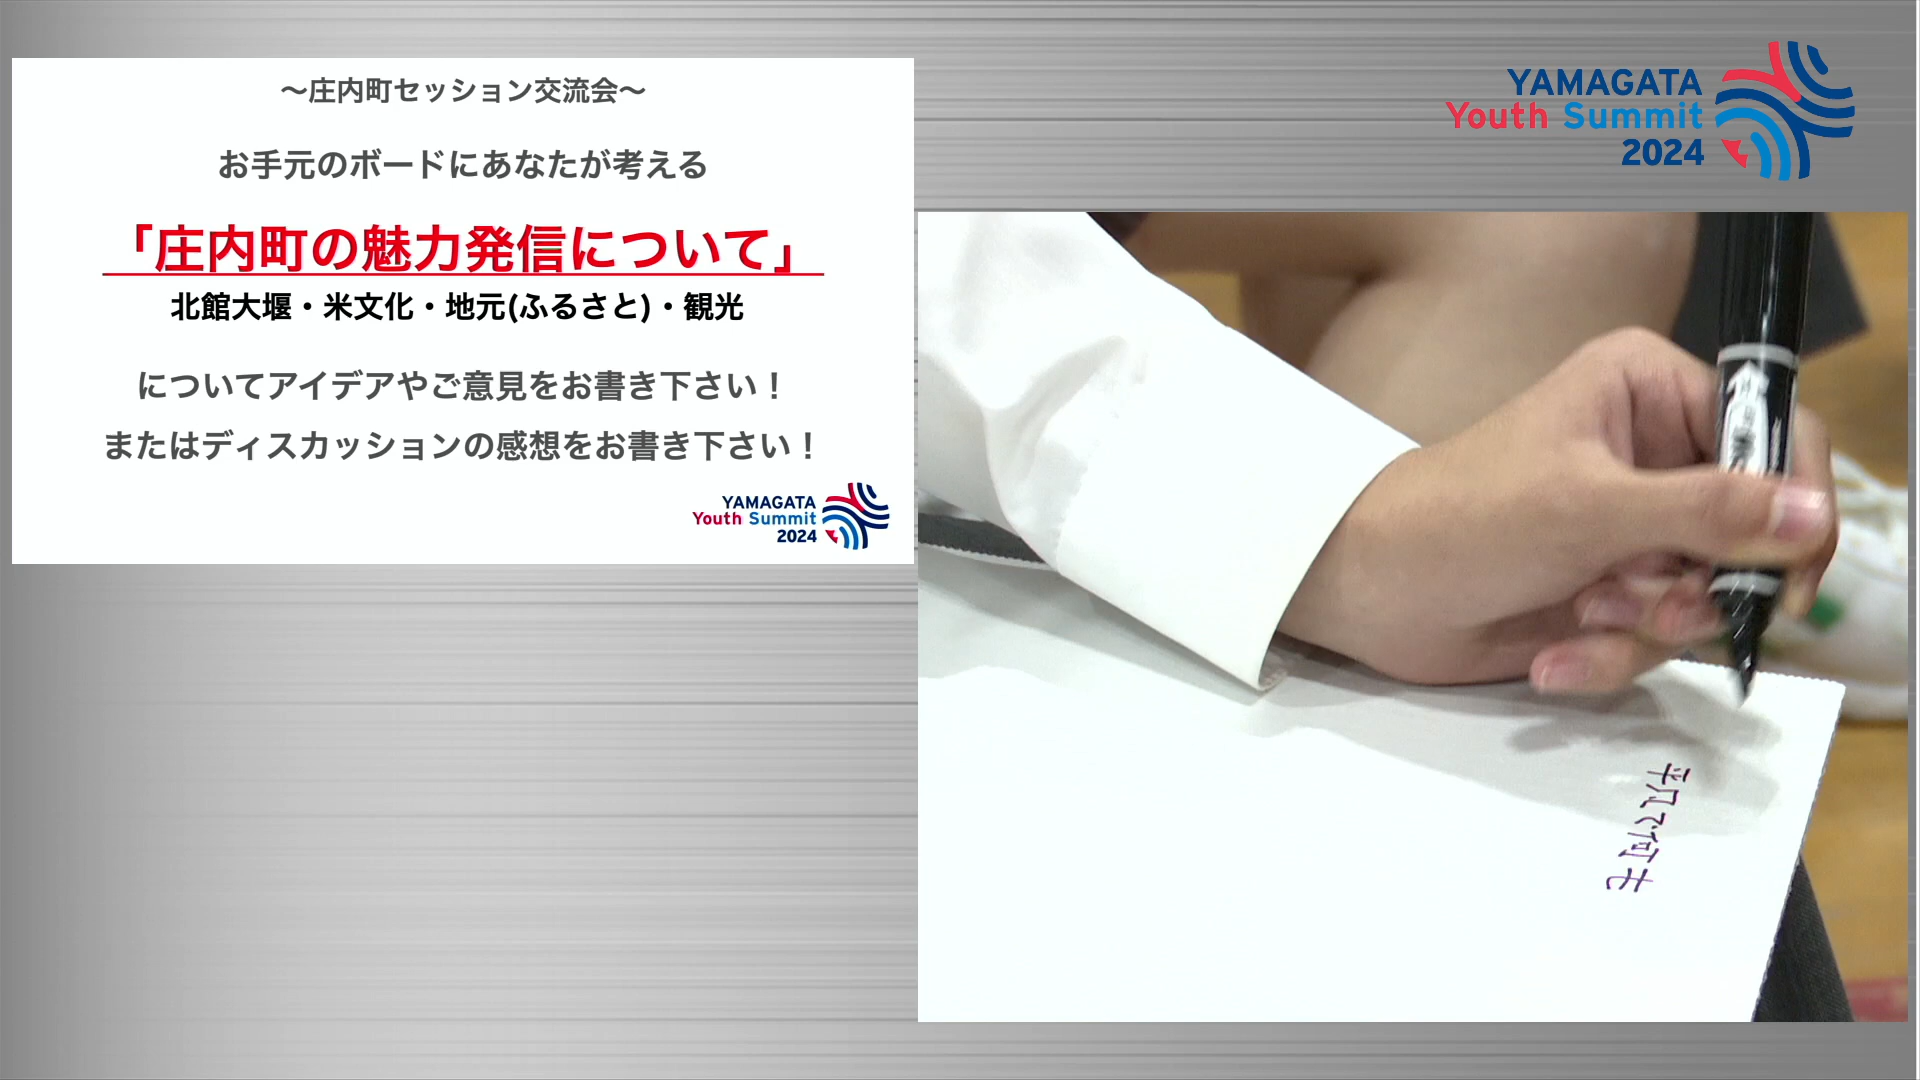 〜庄内町セッション交流会〜
お手元のボードにあなたが考える
「庄内町の魅力発信について」
北館大堰・米文化・地元(ふるさと)・観光
についてアイデアやご意見をお書き下さい！
またはディスカッションの感想をお書き下さい！
YAMAGATA
Youth Summit
2024
YAMAGATA
Youth Summit
2024
平凡で何も